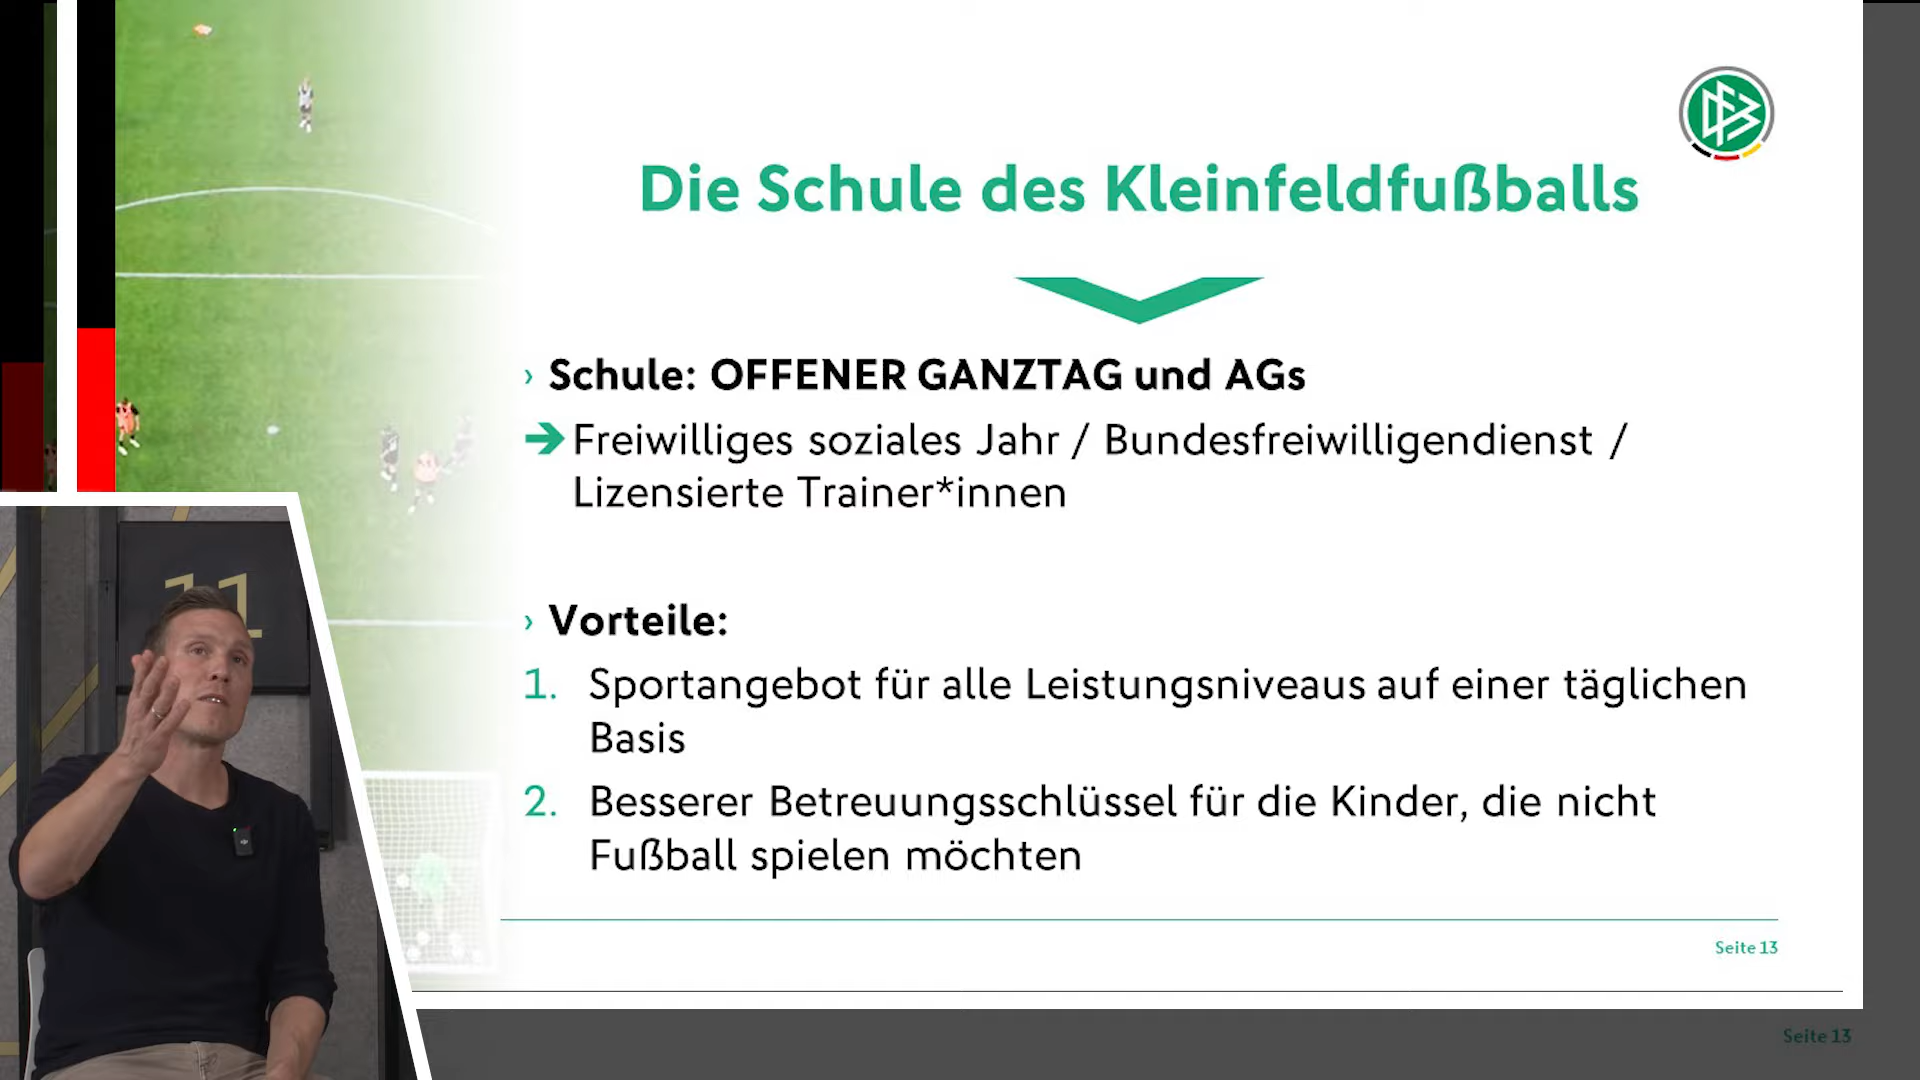 DFB
Die Schule des Kleinfeldfußballs
› Schule: OFFENER GANZTAG und AGs
➔ Freiwilliges soziales Jahr / Bundesfreiwilligendienst /
Lizensierte Trainer*innen
› Vorteile:
1. Sportangebot für alle Leistungsniveaus auf einer täglichen
Basis
2. Besserer Betreuungsschlüssel für die Kinder, die nicht
Fußball spielen möchten
Seite 13
Seite 13
11